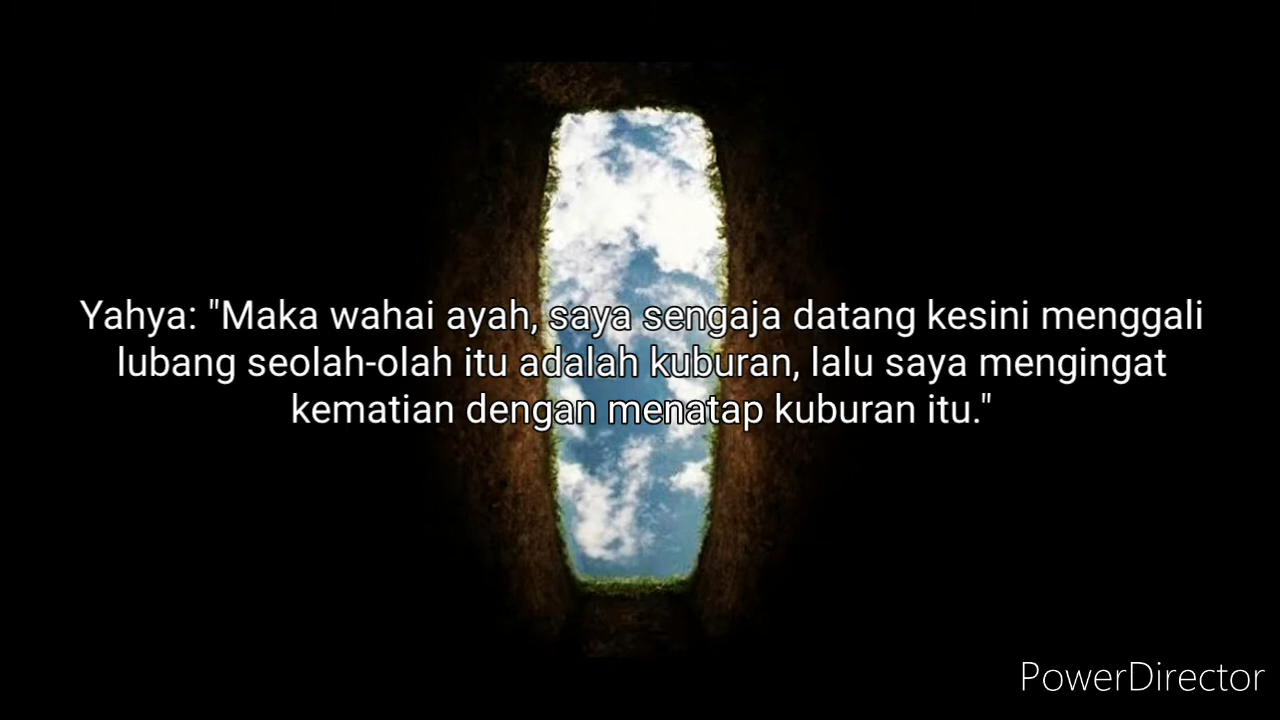 Yahya: "Maka wahai ayah, saya sengaja datang kesini menggali
lubang seolah-olah itu adalah kuburan, lalu saya mengingat
kematian dengan menatap kuburan itu."
PowerDirector